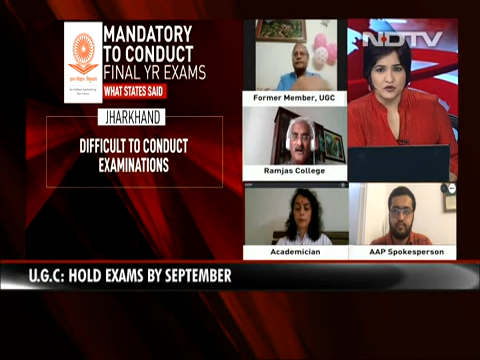 MANDATORY
TO CONDUCT
FINAL YR EXAMS
WHAT STATES SAID
JHARKHAND
DIFFICULT TO CONDUCT
EXAMINATIONS
NDTV
Former Member, UGC
Ramjas College
Academician
AAP Spokesperson
U.G.C: HOLD EXAMS BY SEPTEMBER